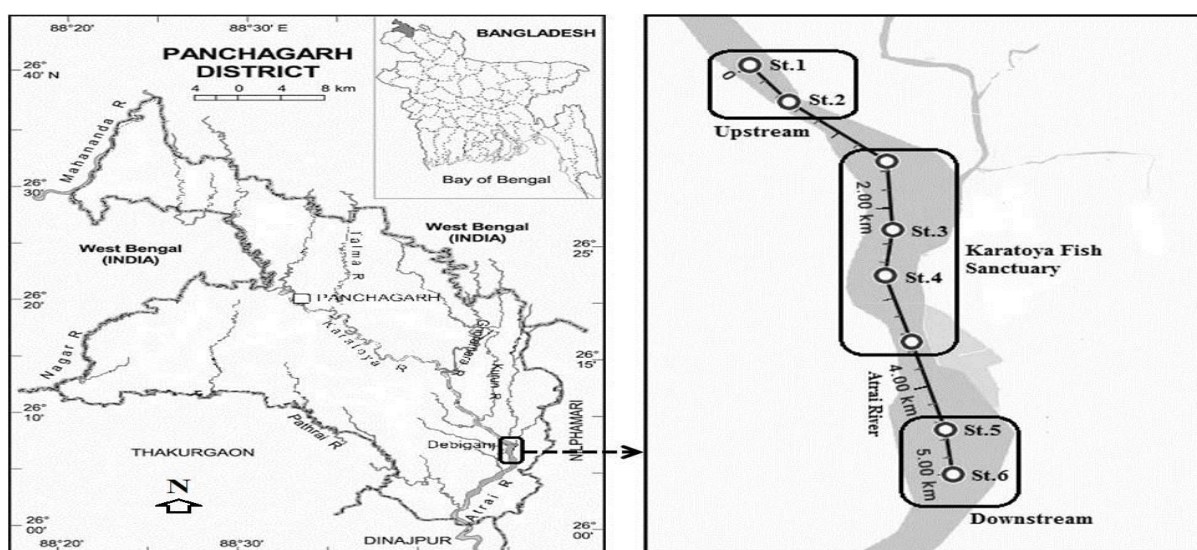 88°20'
88°30' E
26°
40' N
PANCHAGARH
DISTRICT
4 0 4 8 km
BANGLADESH
Bay of Bengal
Mahananda R
26°
30'
West Bengal
(INDIA)
West Bengal
(INDIA)
26°
25'
Talma R
26°
20'
PANCHAGARH
Karatoya R
Nagar R
Kurun R
26°
15'
26°
10'
Pathraj R
Debiganj
NILPHAMARI
THAKURGAON
N
Atrai R
26°
05'
26°
00'
88°20'
88°30'
DINAJPUR
St.1
0
St.2
Upstream
2.00 km
St.3
Karatoya Fish
Sanctuary
St.4
Atrai River
4.00 km
St.5
5.00 km
St.6
Downstream